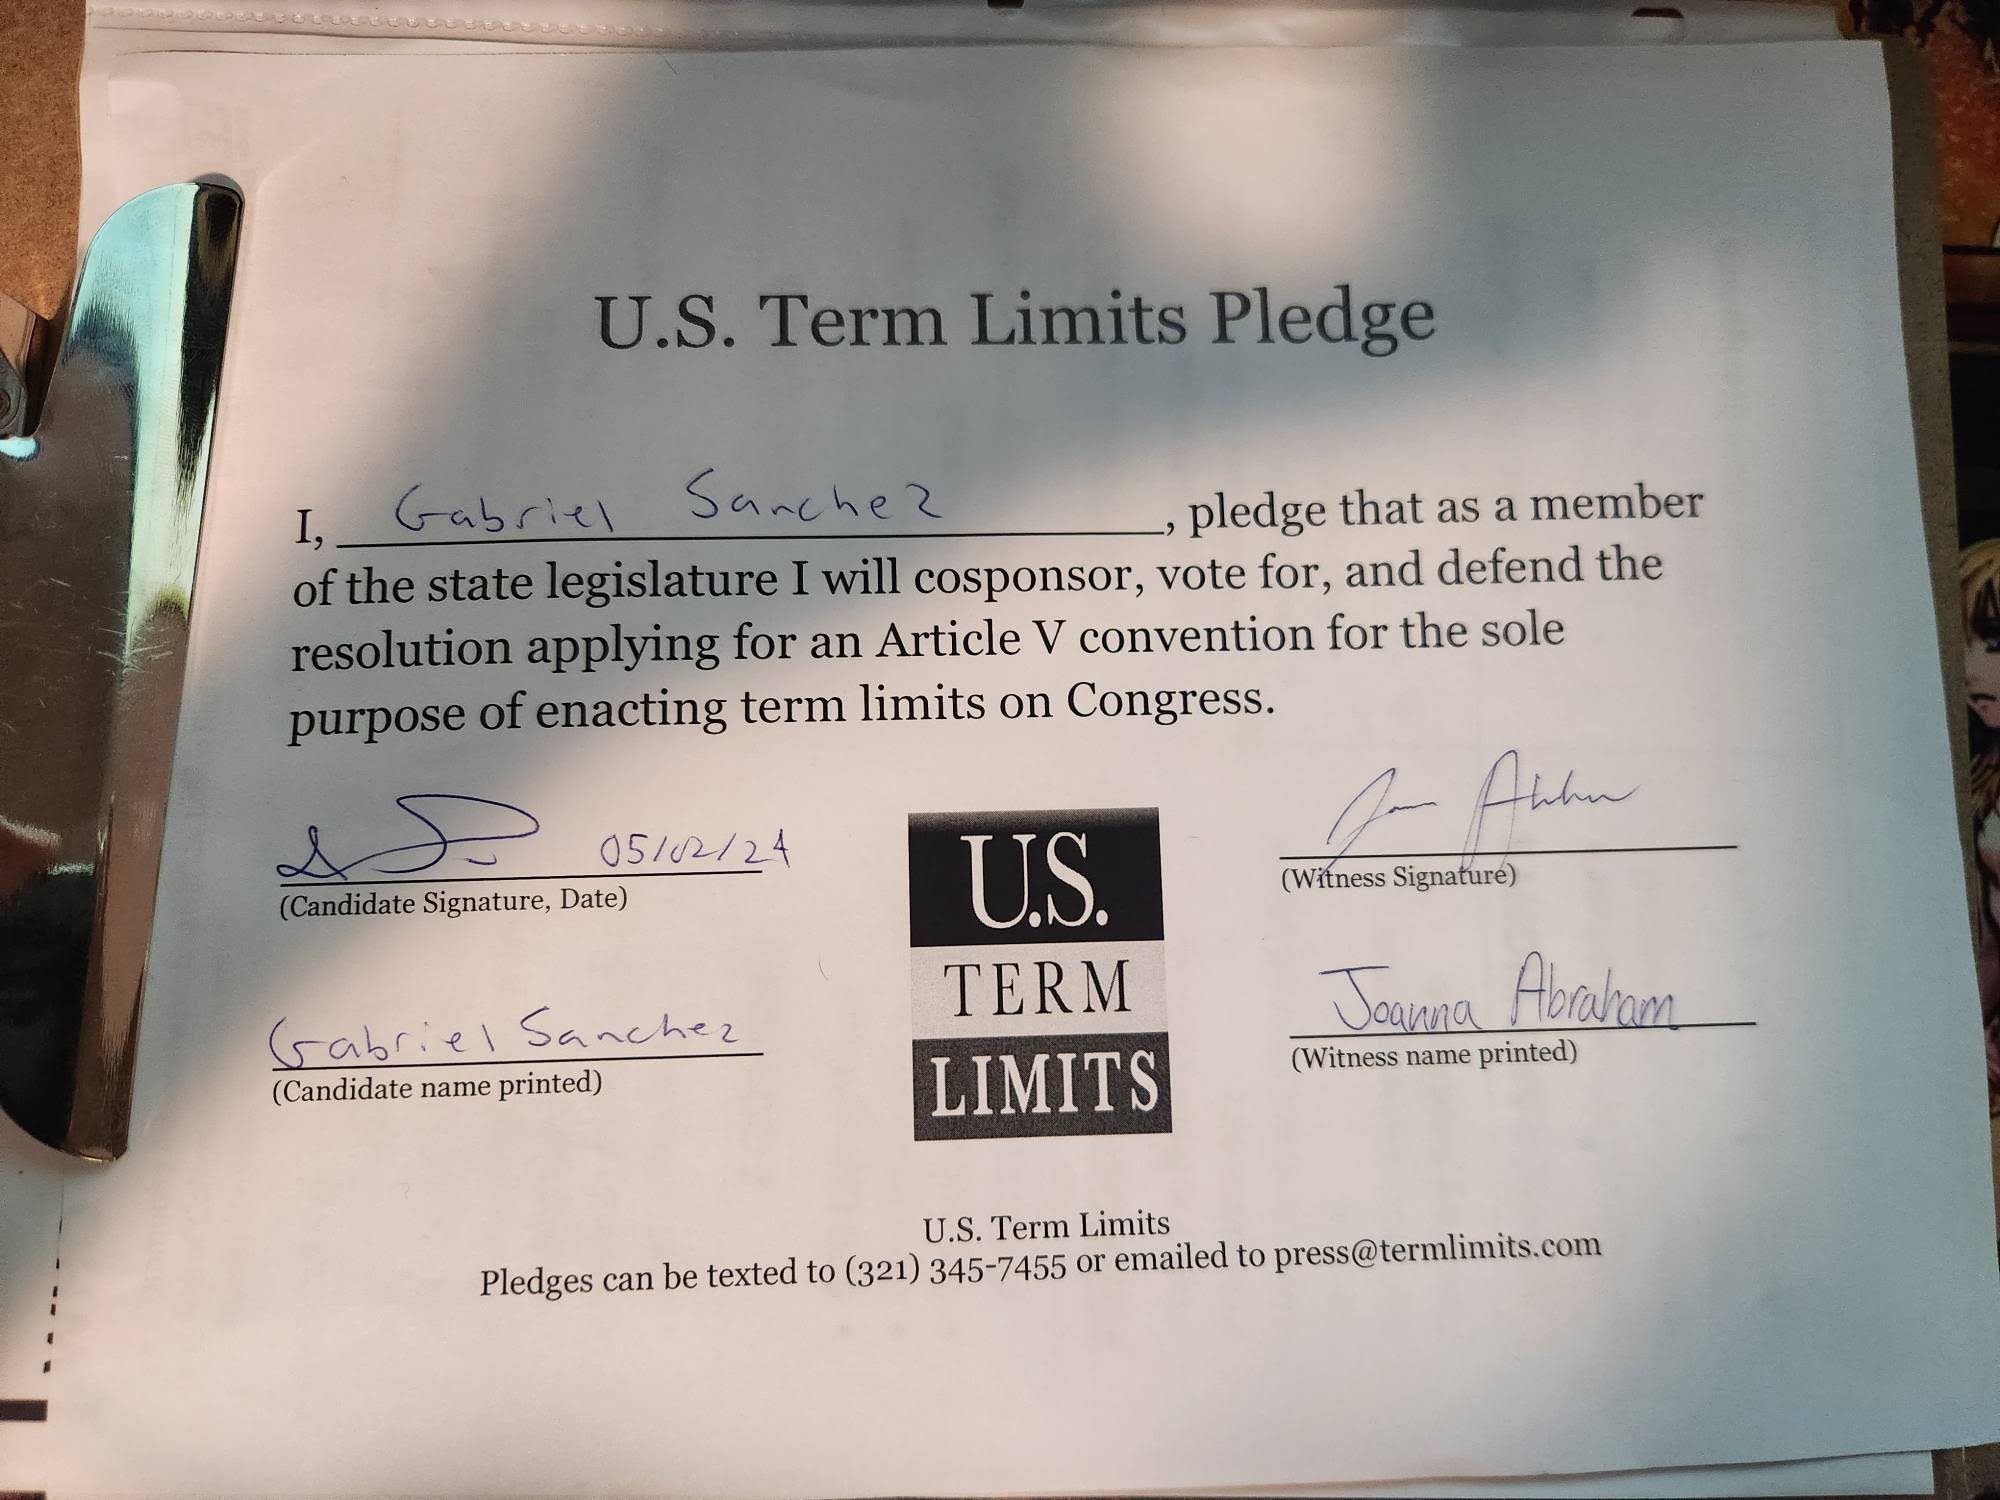 U.S. Term Limits Pledge
I, Gabriel Sanchez, pledge that as a member
of the state legislature I will cosponsor, vote for, and defend the
resolution applying for an Article V convention for the sole
purpose of enacting term limits on Congress.
05/02/24
(Candidate Signature, Date)
Gabriel Sanchez
(Candidate name printed)
U.S.
TERM
LIMITS
(Witness Signature)
Joanna Abraham
(Witness name printed)
U.S. Term Limits
Pledges can be texted to (321) 345-7455 or emailed to press@termlimits.com